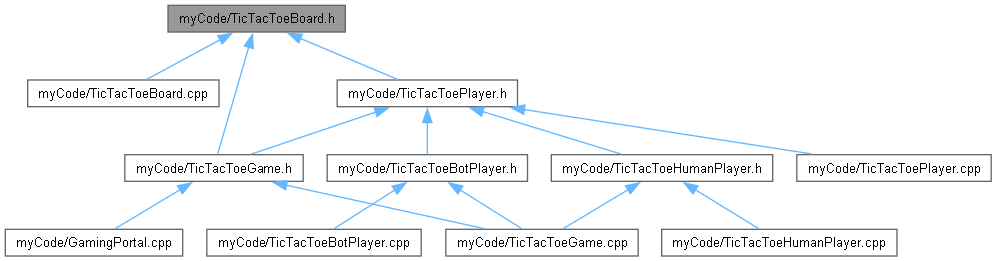 myCode/TicTacToeBoard.h
myCode/TicTacToeBoard.cpp
myCode/TicTacToePlayer.h
myCode/TicTacToeGame.h
myCode/TicTacToeBotPlayer.h
myCode/TicTacToeHumanPlayer.h
myCode/TicTacToePlayer.cpp
myCode/GamingPortal.cpp
myCode/TicTacToeBotPlayer.cpp
myCode/TicTacToeGame.cpp
myCode/TicTacToeHumanPlayer.cpp